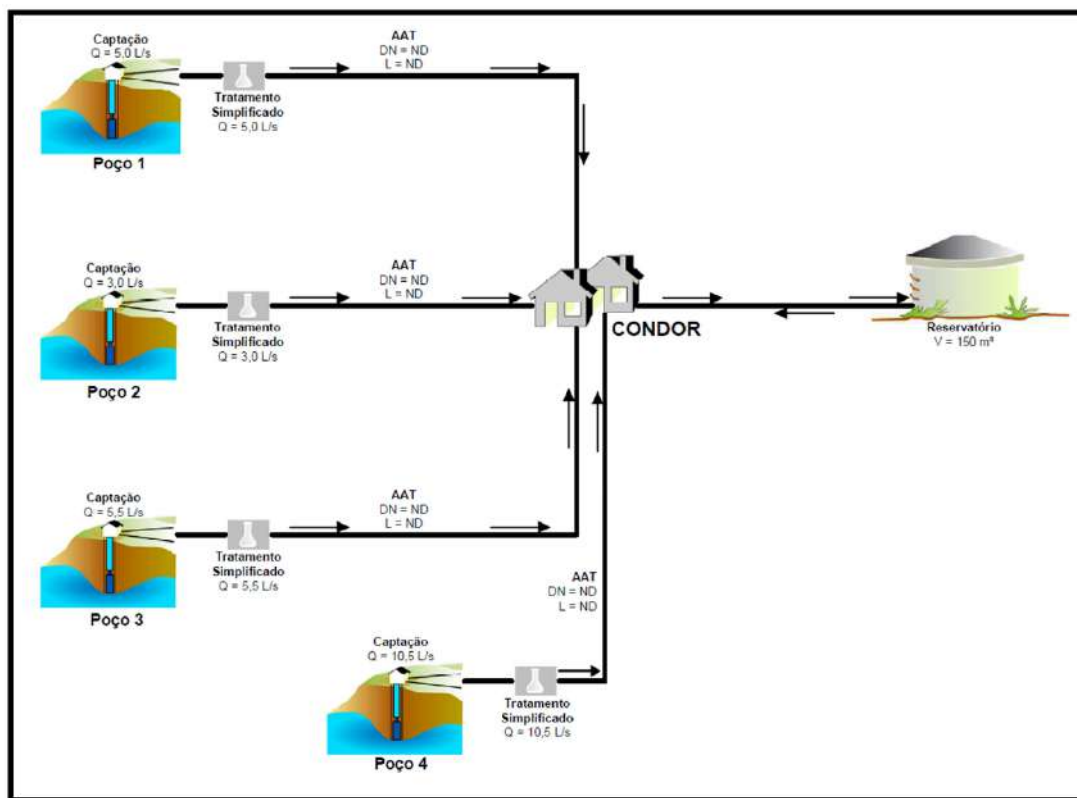 Captação
Q = 5,0 L/s
Poço 1
Tratamento
Simplificado
Q = 5,0 L/s
AAT
DN = ND
L = ND
Captação
Q = 3,0 L/s
Poço 2
Tratamento
Simplificado
Q = 3,0 L/s
AAT
DN = ND
L = ND
CONDOR
Reservatório
V = 150 m³
Captação
Q = 5,5 L/s
Poço 3
Tratamento
Simplificado
Q = 5,5 L/s
AAT
DN = ND
L = ND
AAT
DN = ND
L = ND
Captação
Q = 10,5 L/s
Poço 4
Tratamento
Simplificado
Q = 10,5 L/s